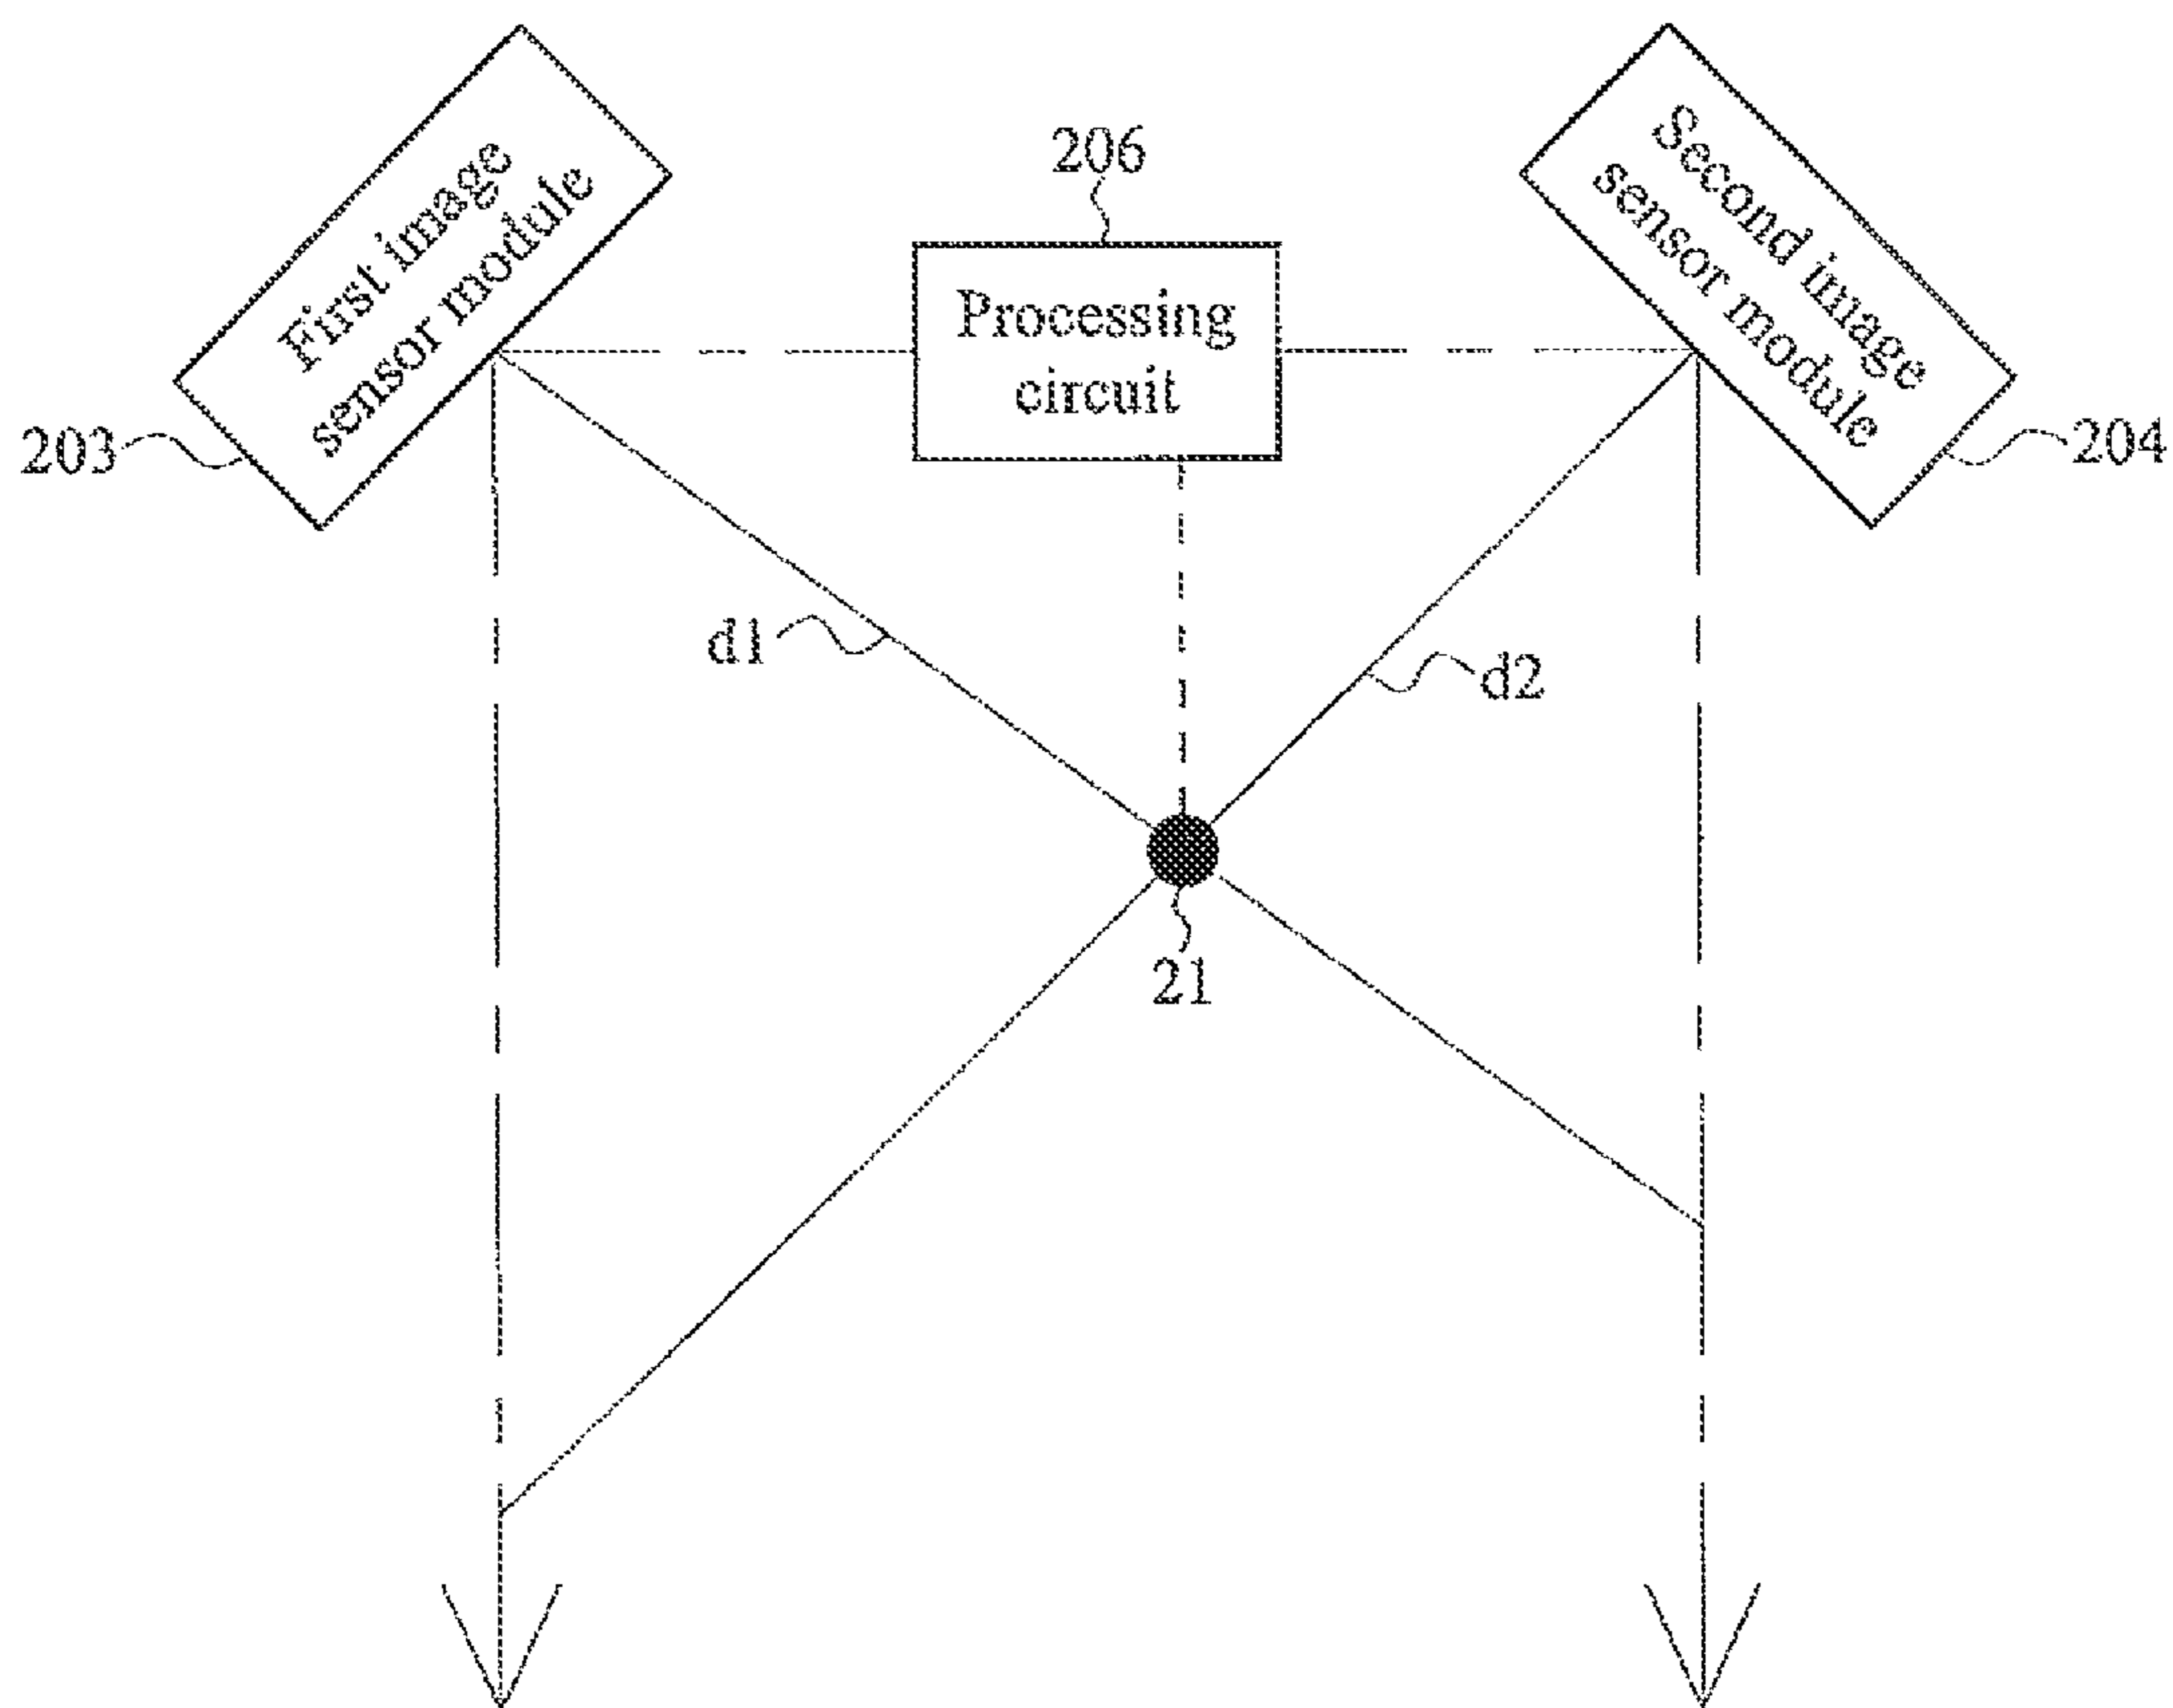 206
First image
sensor module
Processing
circuit
Second image
sensor module
203
204
d1
d2
21